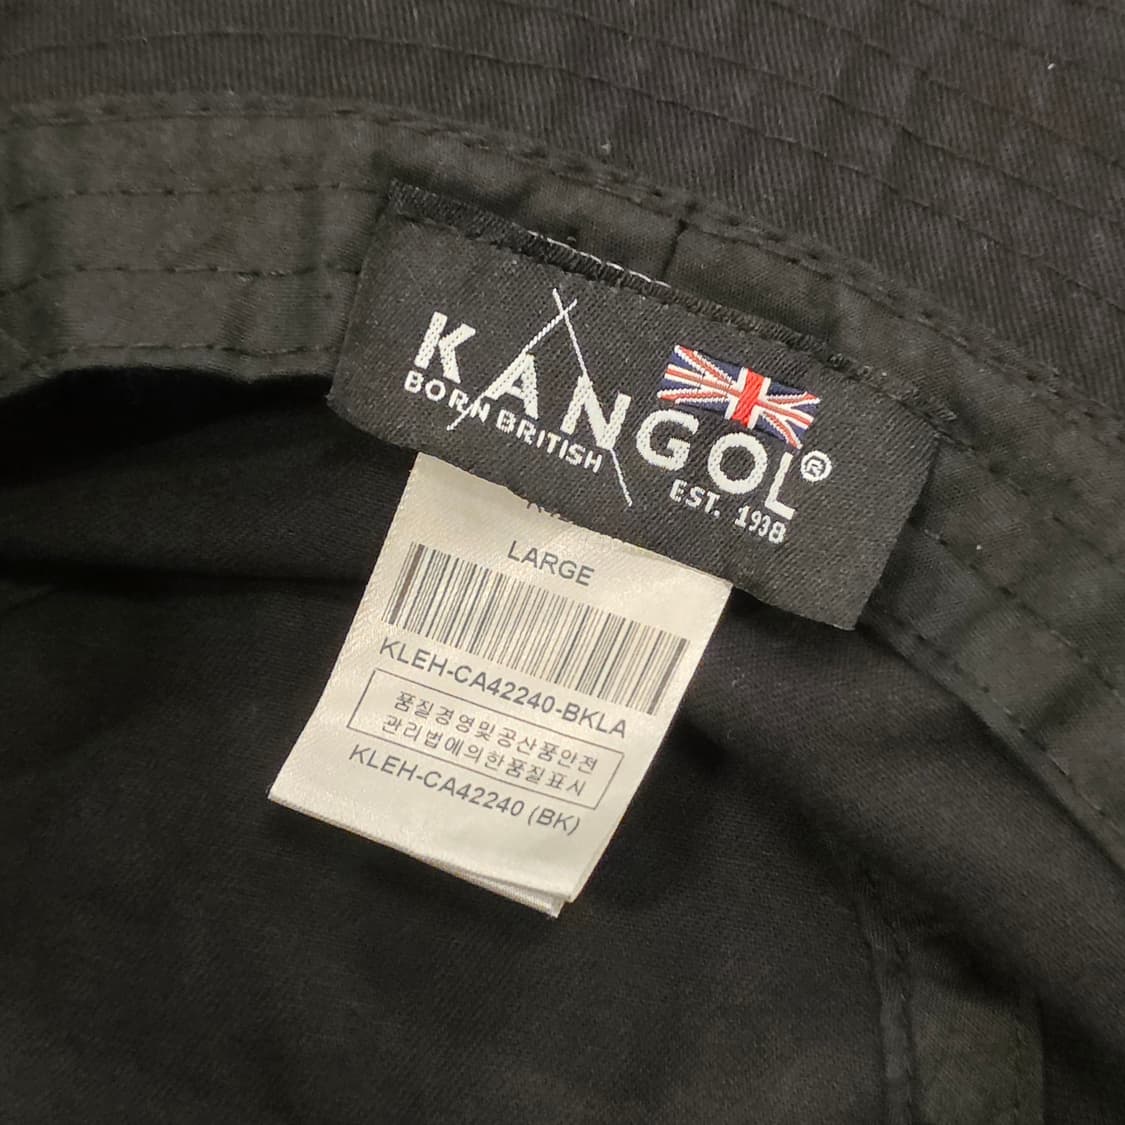 KANGOL®
BORN BRITISH
EST. 1938
LARGE
KLEH-CA42240-BKLA
품질경영및공산품안전
관리법에의한품질표시
KLEH-CA42240 (BK)